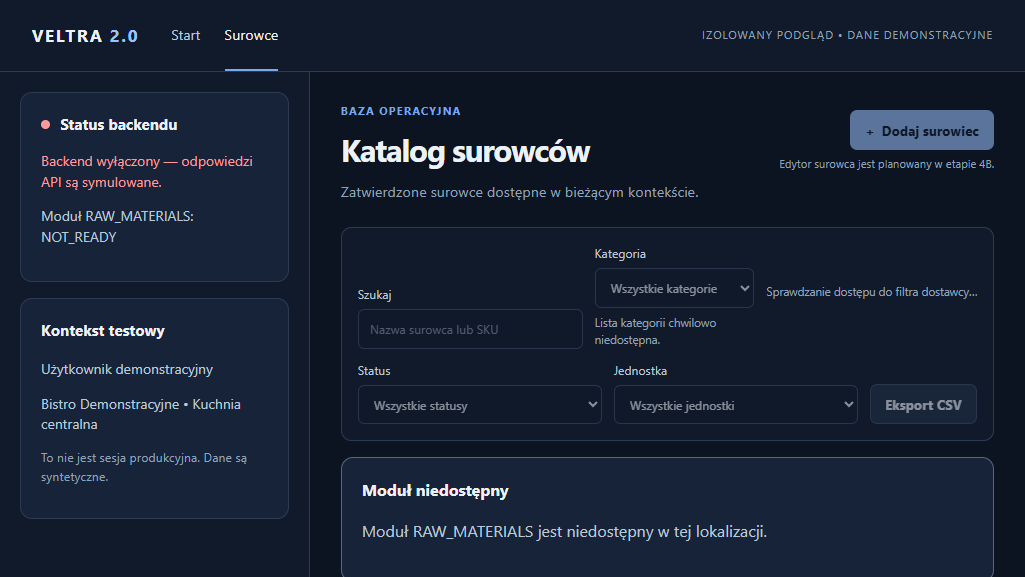 VELTRA 2.0
Start
Surowce
IZOLOWANY PODGLĄD • DANE DEMONSTRACYJNE
Status backendu
Backend wyłączony — odpowiedzi
API są symulowane.
Moduł RAW_MATERIALS:
NOT_READY
Kontekst testowy
Użytkownik demonstracyjny
Bistro Demonstracyjne • Kuchnia
centralna
To nie jest sesja produkcyjna. Dane są
syntetyczne.
BAZA OPERACYJNA
Katalog surowców
Zatwierdzone surowce dostępne w bieżącym kontekście.
+ Dodaj surowiec
Edytor surowca jest planowany w etapie 4B.
Szukaj
Nazwa surowca lub SKU
Kategoria
Wszystkie kategorie
Lista kategorii chwilowo
niedostępna.
Sprawdzanie dostępu do filtra dostawcy...
Status
Wszystkie statusy
Jednostka
Wszystkie jednostki
Eksport CSV
Moduł niedostępny
Moduł RAW_MATERIALS jest niedostępny w tej lokalizacji.